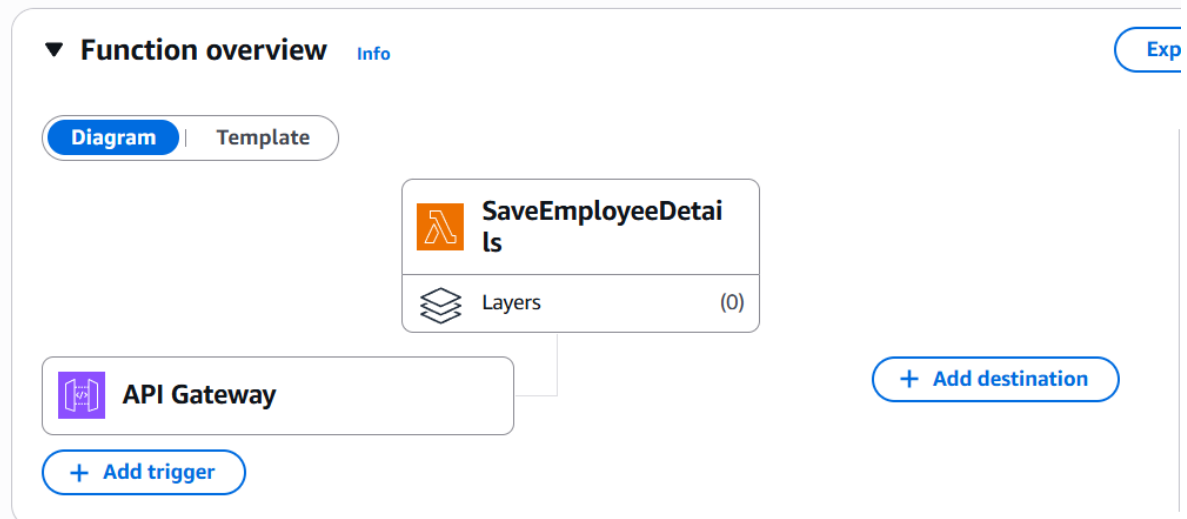 Function overview Info
Exp
Diagram | Template
SaveEmployeeDetai
ls
Layers (0)
API Gateway
+ Add destination
+ Add trigger